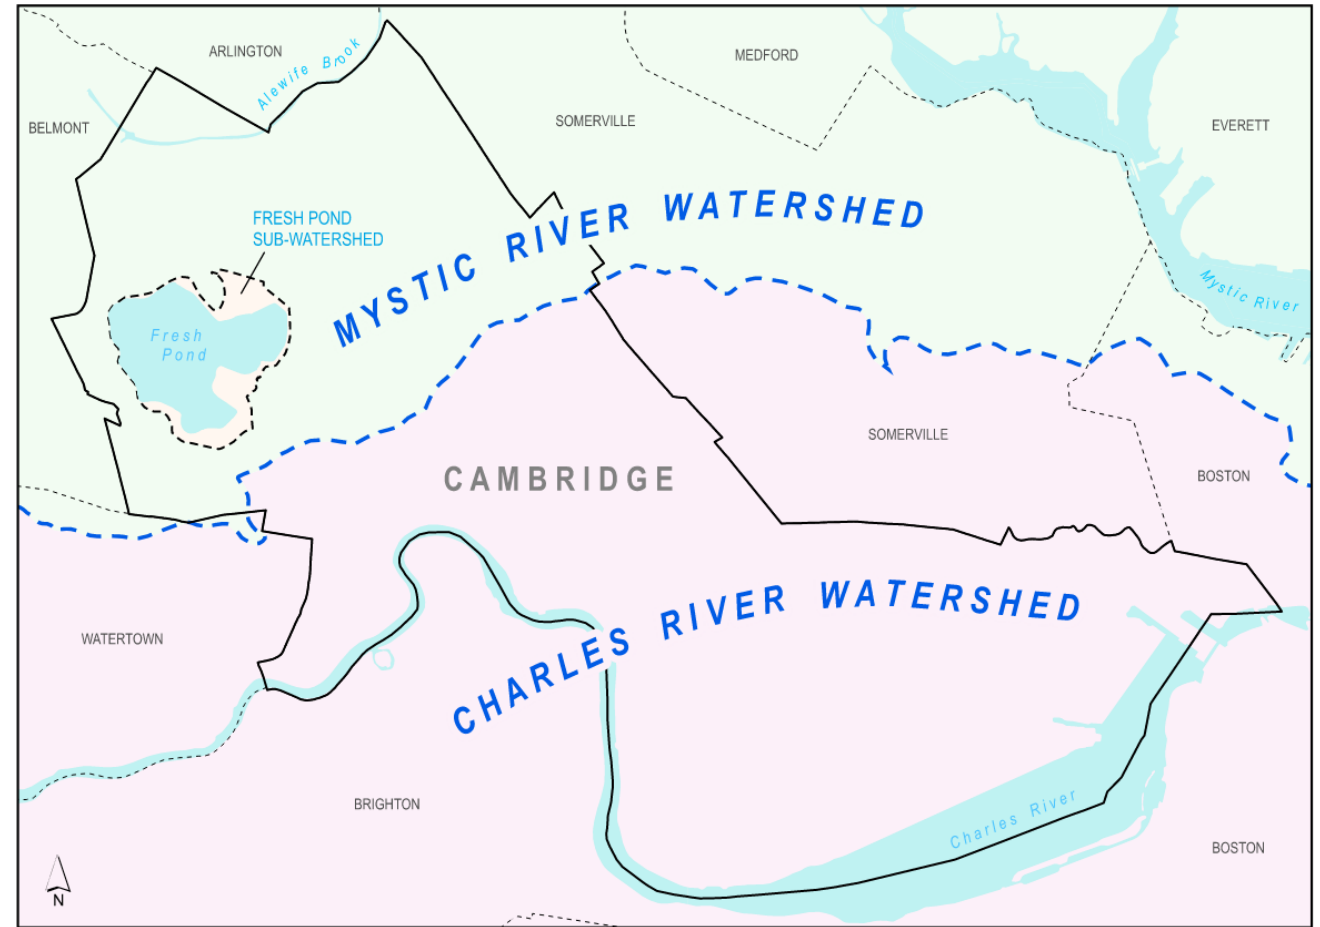 ARLINGTON
Alewife Brook
MEDFORD
BELMONT
SOMERVILLE
EVERETT
FRESH POND
SUB-WATERSHED
MYSTIC RIVER WATERSHED
Mystic River
Fresh
Pond
SOMERVILLE
CAMBRIDGE
BOSTON
CHARLES RIVER WATERSHED
WATERTOWN
BRIGHTON
Charles River
BOSTON
N